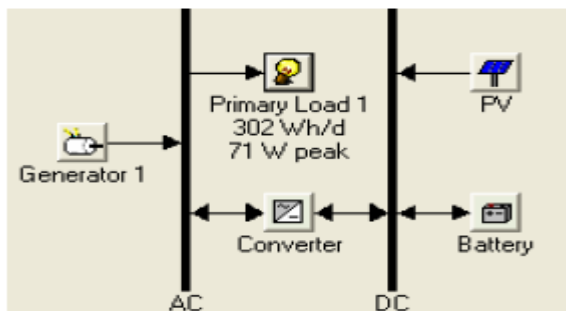 Primary Load 1
302 Wh/d
71 W peak
PV
Generator 1
Converter
Battery
AC
DC